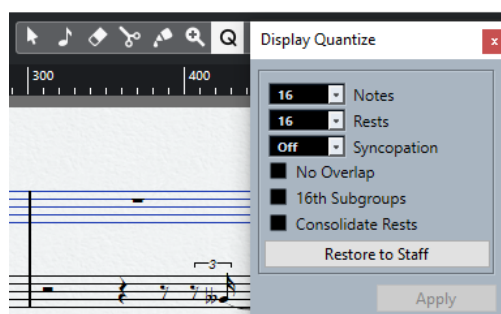 Q
Display Quantize
x
300
400
16 Notes
16 Rests
Off Syncopation
No Overlap
16th Subgroups
Consolidate Rests
Restore to Staff
3
Apply